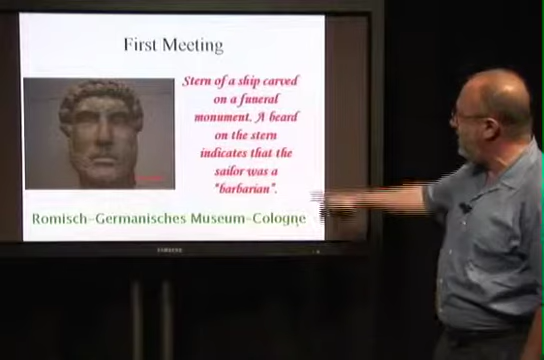 First Meeting
Stern of a ship carved
on a funeral
monument. A beard
on the stern
indicates that the
sailor was a
"barbarian".
Romisch-Germanisches Museum-Cologne
SAMSUNG